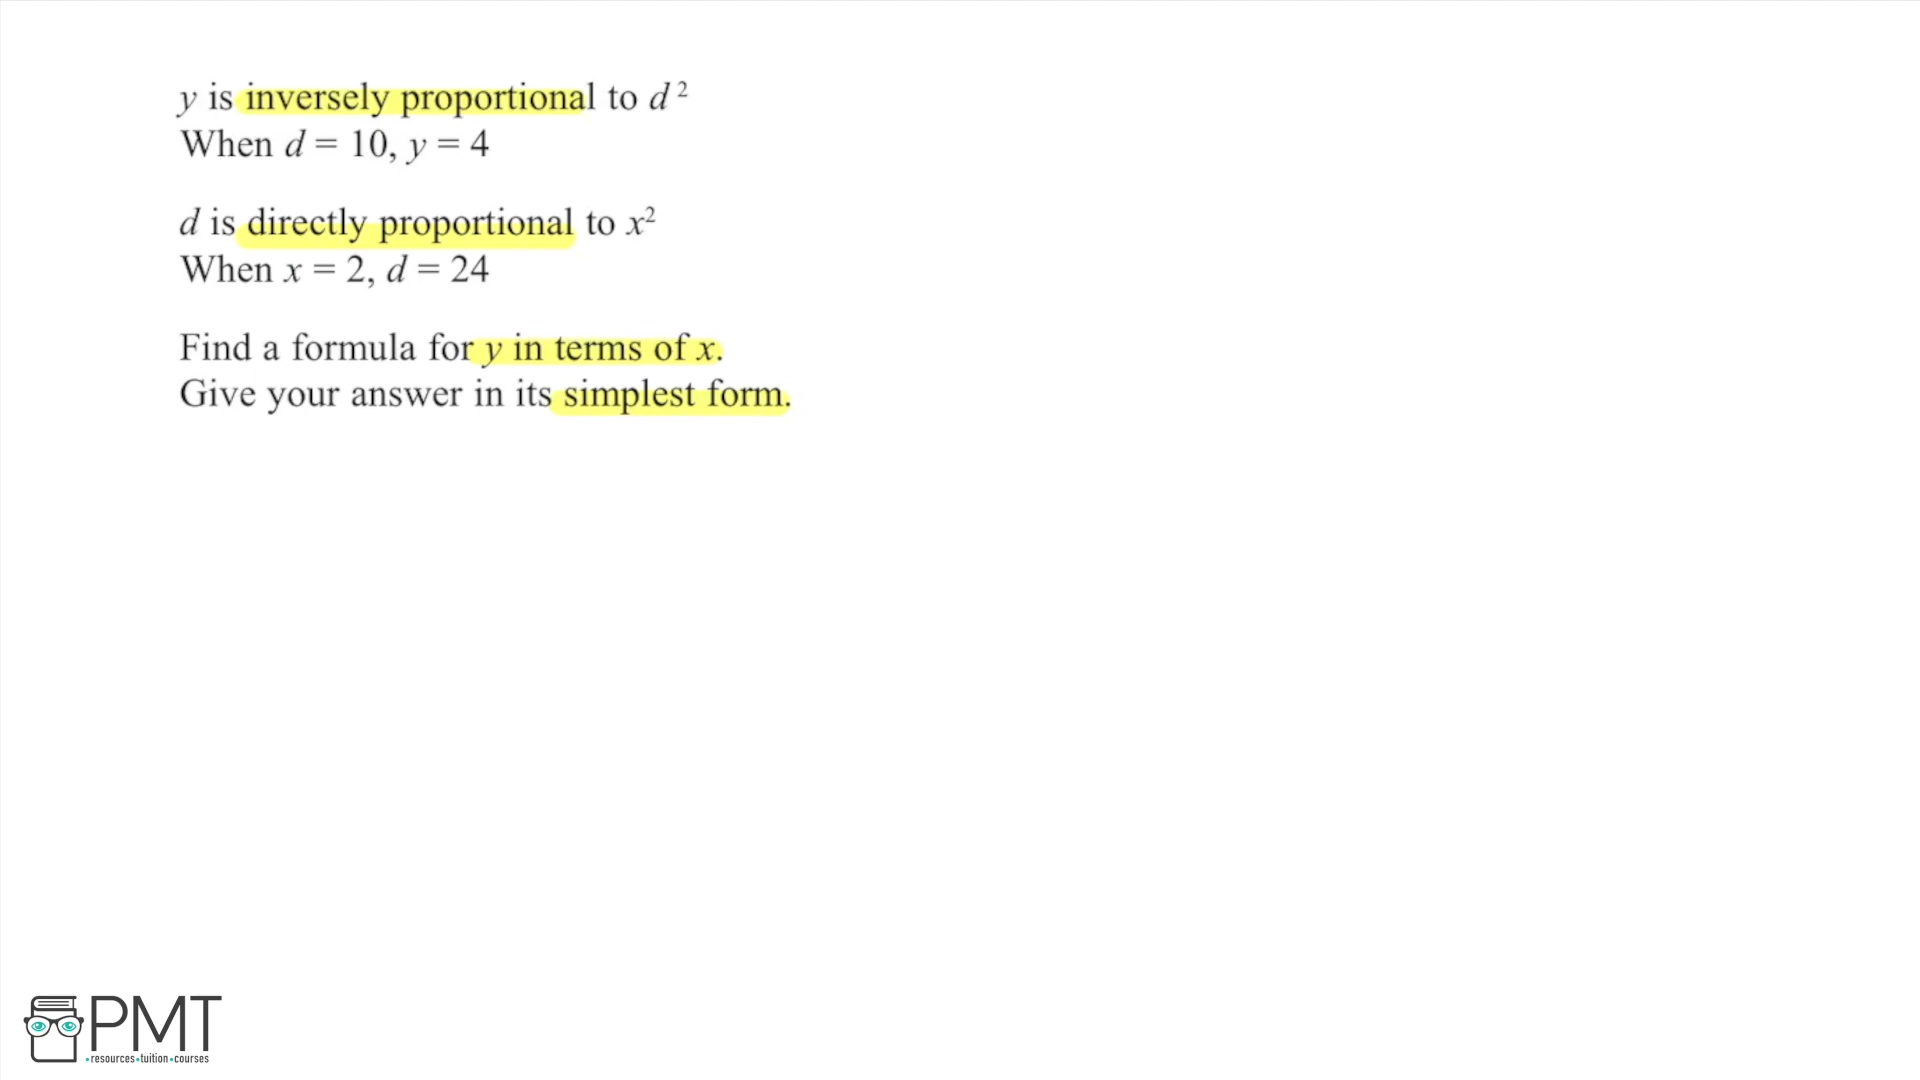 y is inversely proportional to d²
When d = 10, y = 4
d is directly proportional to x²
When x = 2, d = 24
Find a formula for y in terms of x.
Give your answer in its simplest form.
PMT
•resources•tuition•courses